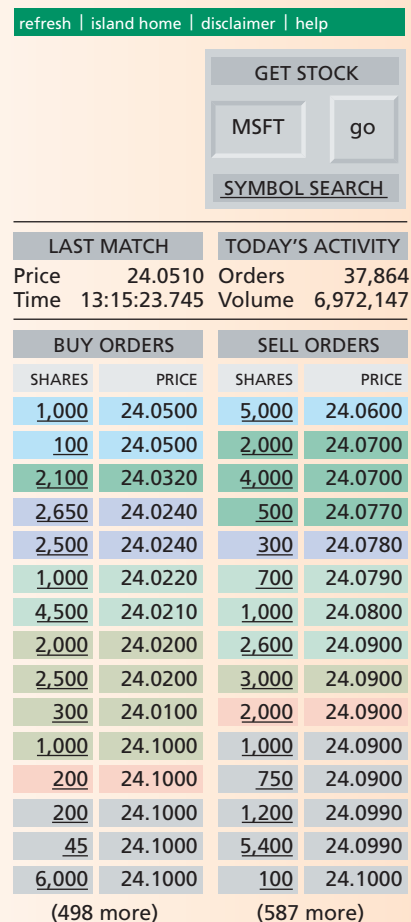 refresh | island home | disclaimer | help
GET STOCK
MSFT go
SYMBOL SEARCH
LAST MATCH TODAY'S ACTIVITY
Price 24.0510 Orders 37,864
Time 13:15:23.745 Volume 6,972,147
BUY ORDERS SELL ORDERS
SHARES PRICE SHARES PRICE
1,000 24.0500 5,000 24.0600
100 24.0500 2,000 24.0700
2,100 24.0320 4,000 24.0700
2,650 24.0240 500 24.0770
2,500 24.0240 300 24.0780
1,000 24.0220 700 24.0790
4,500 24.0210 1,000 24.0800
2,000 24.0200 2,600 24.0900
2,500 24.0200 3,000 24.0900
300 24.0100 2,000 24.0900
1,000 24.1000 1,000 24.0900
200 24.1000 750 24.0900
200 24.1000 1,200 24.0990
45 24.1000 5,400 24.0990
6,000 24.1000 100 24.1000
(498 more) (587 more)